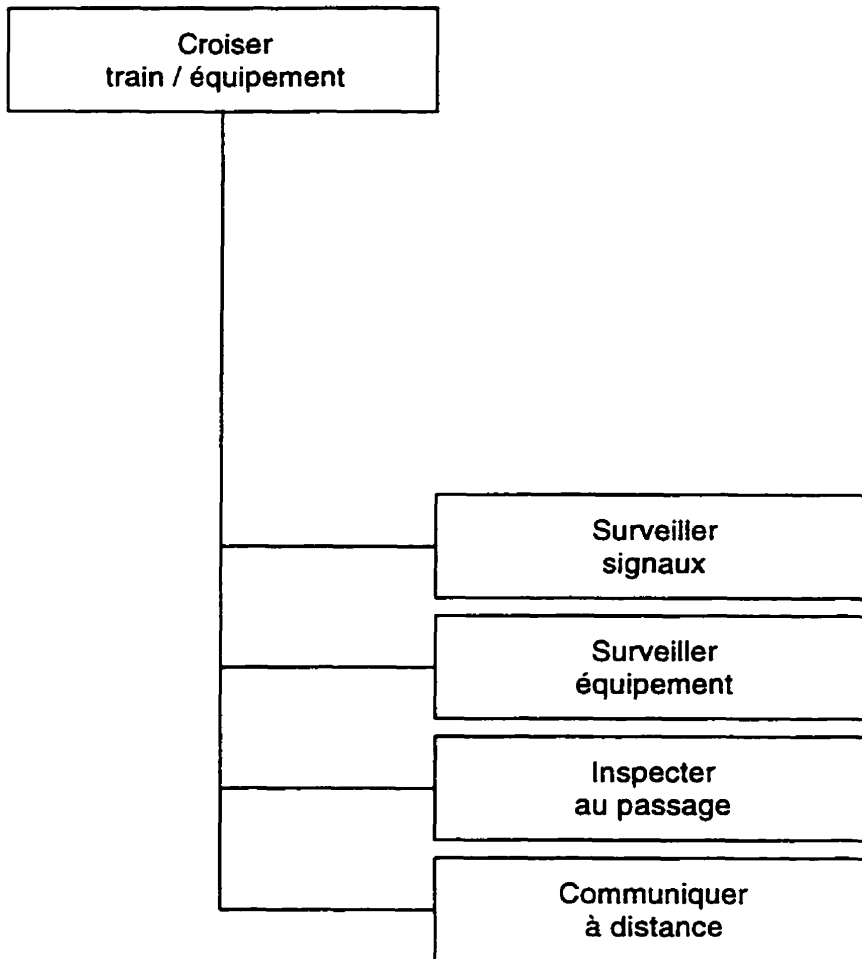 Croiser
train / équipement
Surveiller
signaux
Surveiller
équipement
Inspecter
au passage
Communiquer
à distance